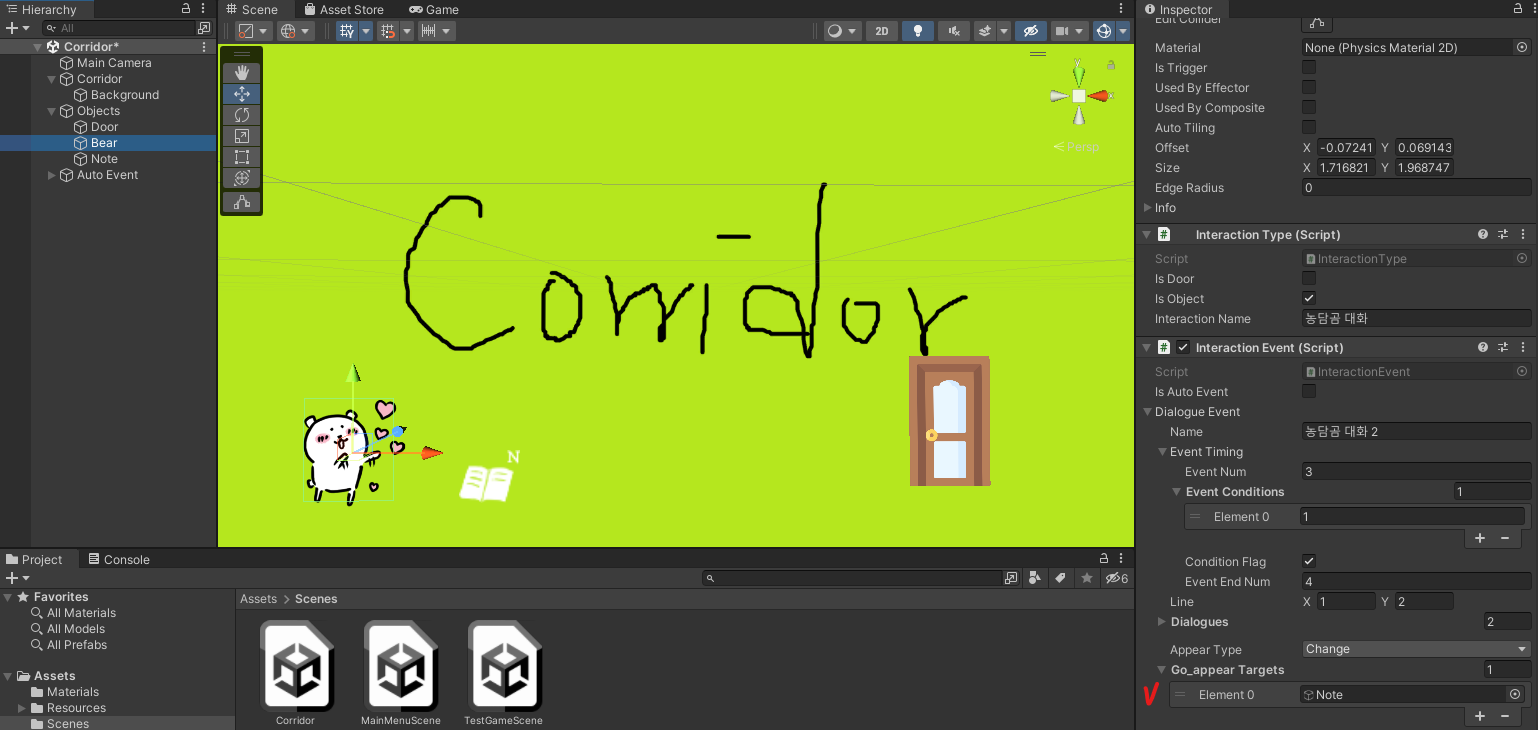 Hierarchy
All
Corridor*
Main Camera
Corridor
Background
Objects
Door
Bear
Note
Auto Event
Scene
Asset Store
Game
2D
Y
x
Persp
Corridor
N
Project
Console
6
Favorites
All Materials
All Models
All Prefabs
Assets
Materials
Resources
Scenes
Assets > Scenes
Corridor
MainMenuScene
TestGameScene
Inspector
Edit Collider
Material None (Physics Material 2D)
Is Trigger
Used By Effector
Used By Composite
Auto Tiling
Offset X -0.07241 Y 0.069143
Size X 1.716821 Y 1.968747
Edge Radius 0
Info
# Interaction Type (Script)
Script InteractionType
Is Door
Is Object
Interaction Name 농담곰 대화
# Interaction Event (Script)
Script InteractionEvent
Is Auto Event
Dialogue Event
Name 농담곰 대화 2
Event Timing
Event Num 3
Event Conditions 1
Element 0 1
Condition Flag
Event End Num 4
Line X 1 Y 2
Dialogues 2
Appear Type Change
Go_appear Targets 1
V Element 0 Note